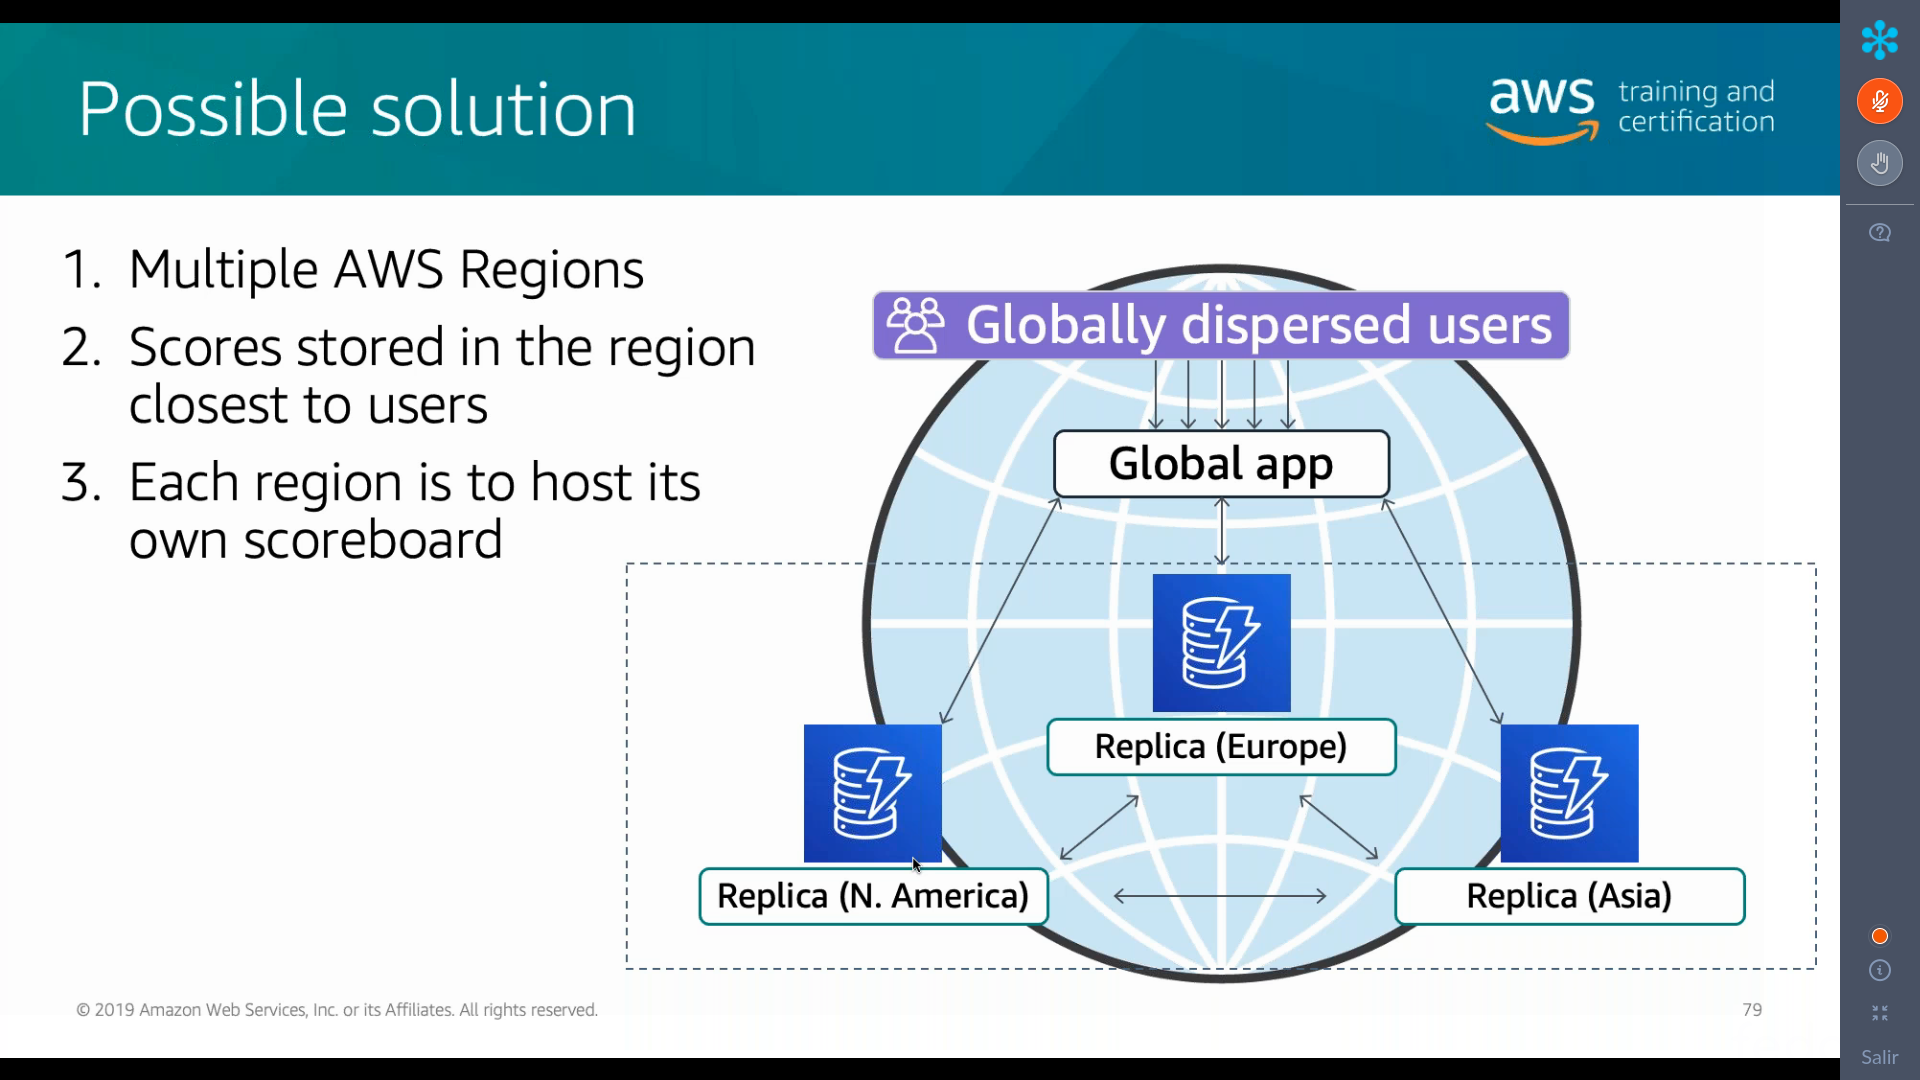 Possible solution
aws training and
certification
1. Multiple AWS Regions
2. Scores stored in the region
closest to users
3. Each region is to host its
own scoreboard
Globally dispersed users
Global app
Replica (Europe)
Replica (N. America)
Replica (Asia)
© 2019 Amazon Web Services, Inc. or its Affiliates. All rights reserved.
79
Salir